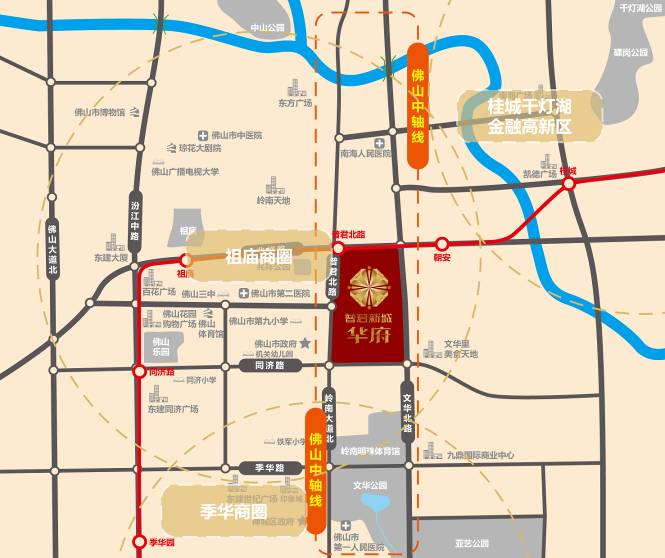 千灯湖公园
中山公园
礌岗公园
佛山中轴线
东方广场
桂城千灯湖
金融高新区
佛山市博物馆
佛山市中医院
琼花大剧院
南海人民医院
佛山广播电视大学
凯德广场
桂城
岭南天地
汾江中路
佛山大道北
祖庙
普君北路
东建大厦
祖庙商圈
朝安
祖庙
普君北路
百花广场
佛山三中
佛山市第二医院
普君新城
华府
佛山花园
购物广场
佛山
体育馆
佛山市第九小学
佛山
乐园
佛山市政府
机关幼儿园
文华里
美食天地
同济路
同济路
同济小学
东建同济广场
岭南大道北
文华北路
佛山中轴线
铁军小学
岭南明珠体育馆
九鼎国际商业中心
季华路
文华公园
东建世纪广场
印象城
季华商圈
禅城区政府
季华园
佛山市
第一人民医院
亚艺公园